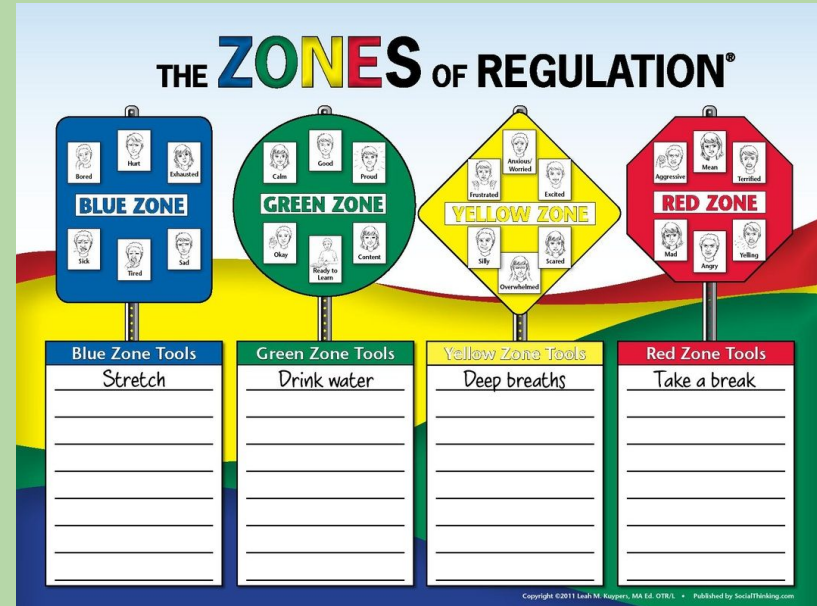 THE ZONES OF REGULATION®
Bored
Hurt
Exhausted
BLUE ZONE
Sick
Tired
Sad
Calm
Good
Proud
GREEN ZONE
Okay
Ready to
Learn
Content
Frustrated
Anxious/
Worried
Excited
YELLOW ZONE
Silly
Overwhelmed
Scared
Aggressive
Mean
Terrified
RED ZONE
Mad
Angry
Yelling
Blue Zone Tools
Stretch
Green Zone Tools
Drink water
Yellow Zone Tools
Deep breaths
Red Zone Tools
Take a break
Copyright ©2011 Leah M. Kuypers, MA Ed. OTR/L • Published by SocialThinking.com